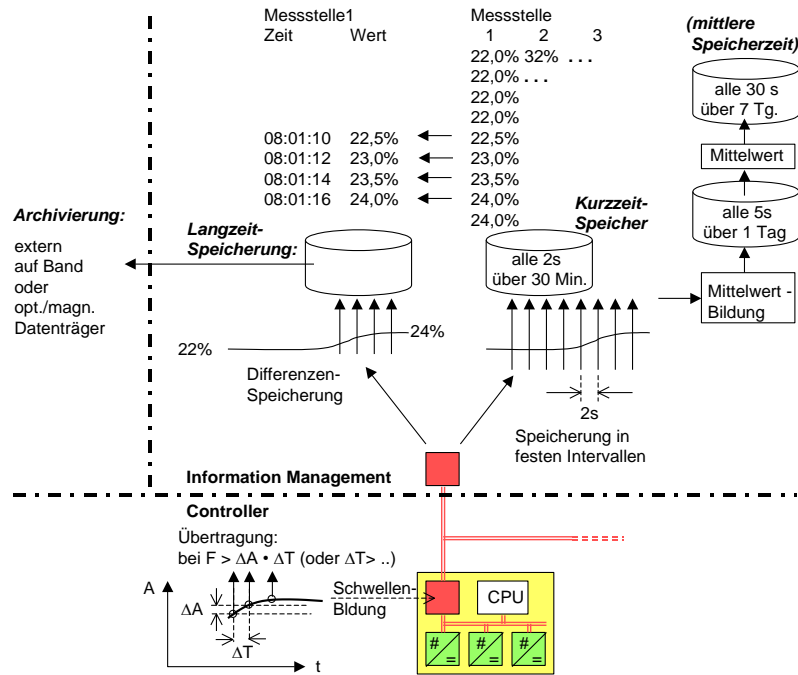 Messstelle1
Zeit Wert
08:01:10 22,5%
08:01:12 23,0%
08:01:14 23,5%
08:01:16 24,0%
Messstelle
1 2 3
22,0% 32% ...
22,0% ...
22,0%
22,0%
22,5%
23,0%
23,5%
24,0%
24,0%
(mittlere
Speicherzeit)
alle 30 s
über 7 Tg.
Mittelwert
alle 5s
über 1 Tag
Mittelwert -
Bildung
Kurzzeit-
Speicher
alle 2s
über 30 Min.
Langzeit-
Speicherung:
Archivierung:
extern
auf Band
oder
opt./magn.
Datenträger
22%
24%
Differenzen-
Speicherung
2s
Speicherung in
festen Intervallen
Information Management
Controller
Übertragung:
bei F > ΔA • ΔT (oder ΔT> ..)
A
ΔA
ΔT
t
Schwellen-
Bldung
CPU
# =
# =
# =